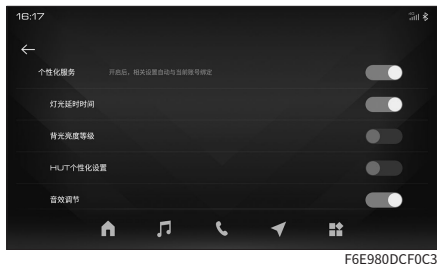 16:17
4G
个性化服务 开启后，相关设置自动与当前账号绑定
灯光延时时间
背光亮度等级
HUT个性化设置
音效调节
F6E980DCF0C3